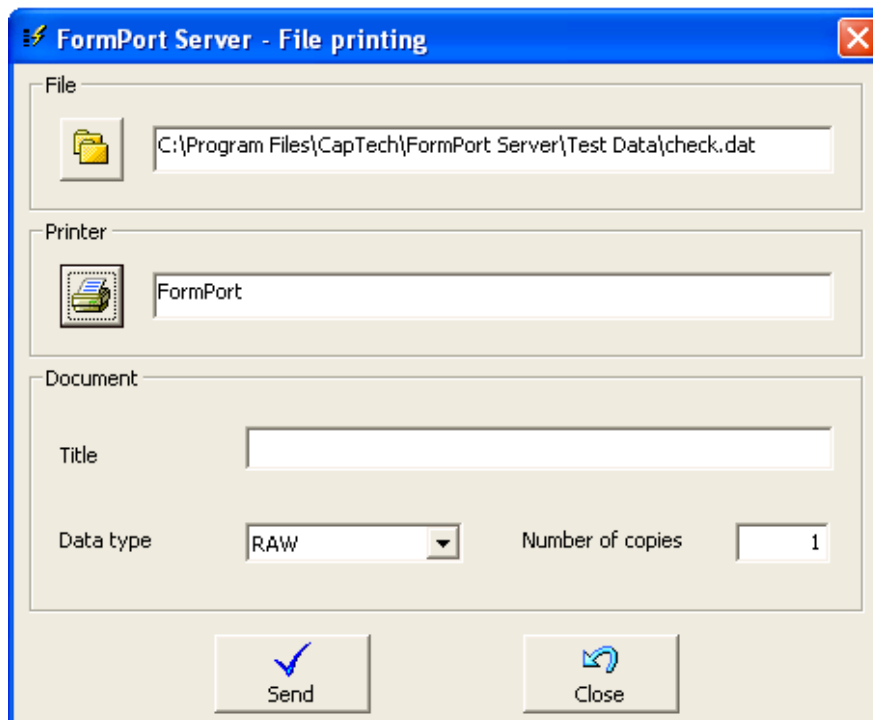 FormPort Server - File printing
File
C:\Program Files\CapTech\FormPort Server\Test Data\check.dat
Printer
FormPort
Document
Title
Data type RAW Number of copies 1
Send Close